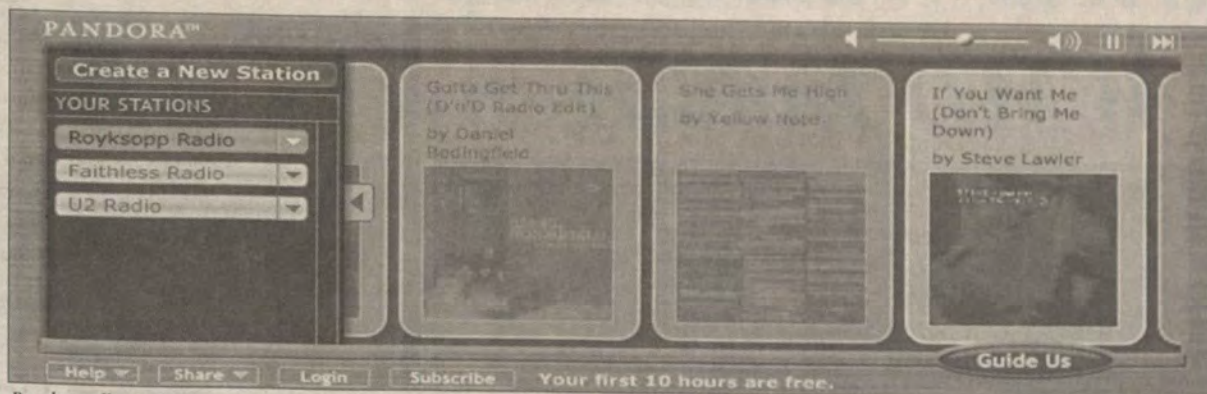 PANDORA™
Create a New Station
YOUR STATIONS
Royksopp Radio
Faithless Radio
U2 Radio
Gotta Get Thru This
(D'n'D Radio Edit)
by Daniel
Bedingfield
She Gets Me High
by Yellow Note
If You Want Me
(Don't Bring Me
Down)
by Steve Lawler
Guide Us
Help
Share
Login
Subscribe
Your first 10 hours are free.